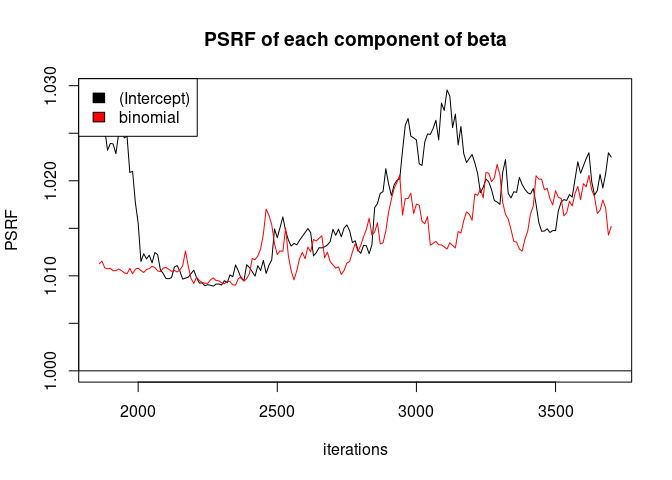 PSRF of each component of beta
(Intercept)
binomial
PSRF
1.030
1.020
1.010
1.000
2000 2500 3000 3500
iterations